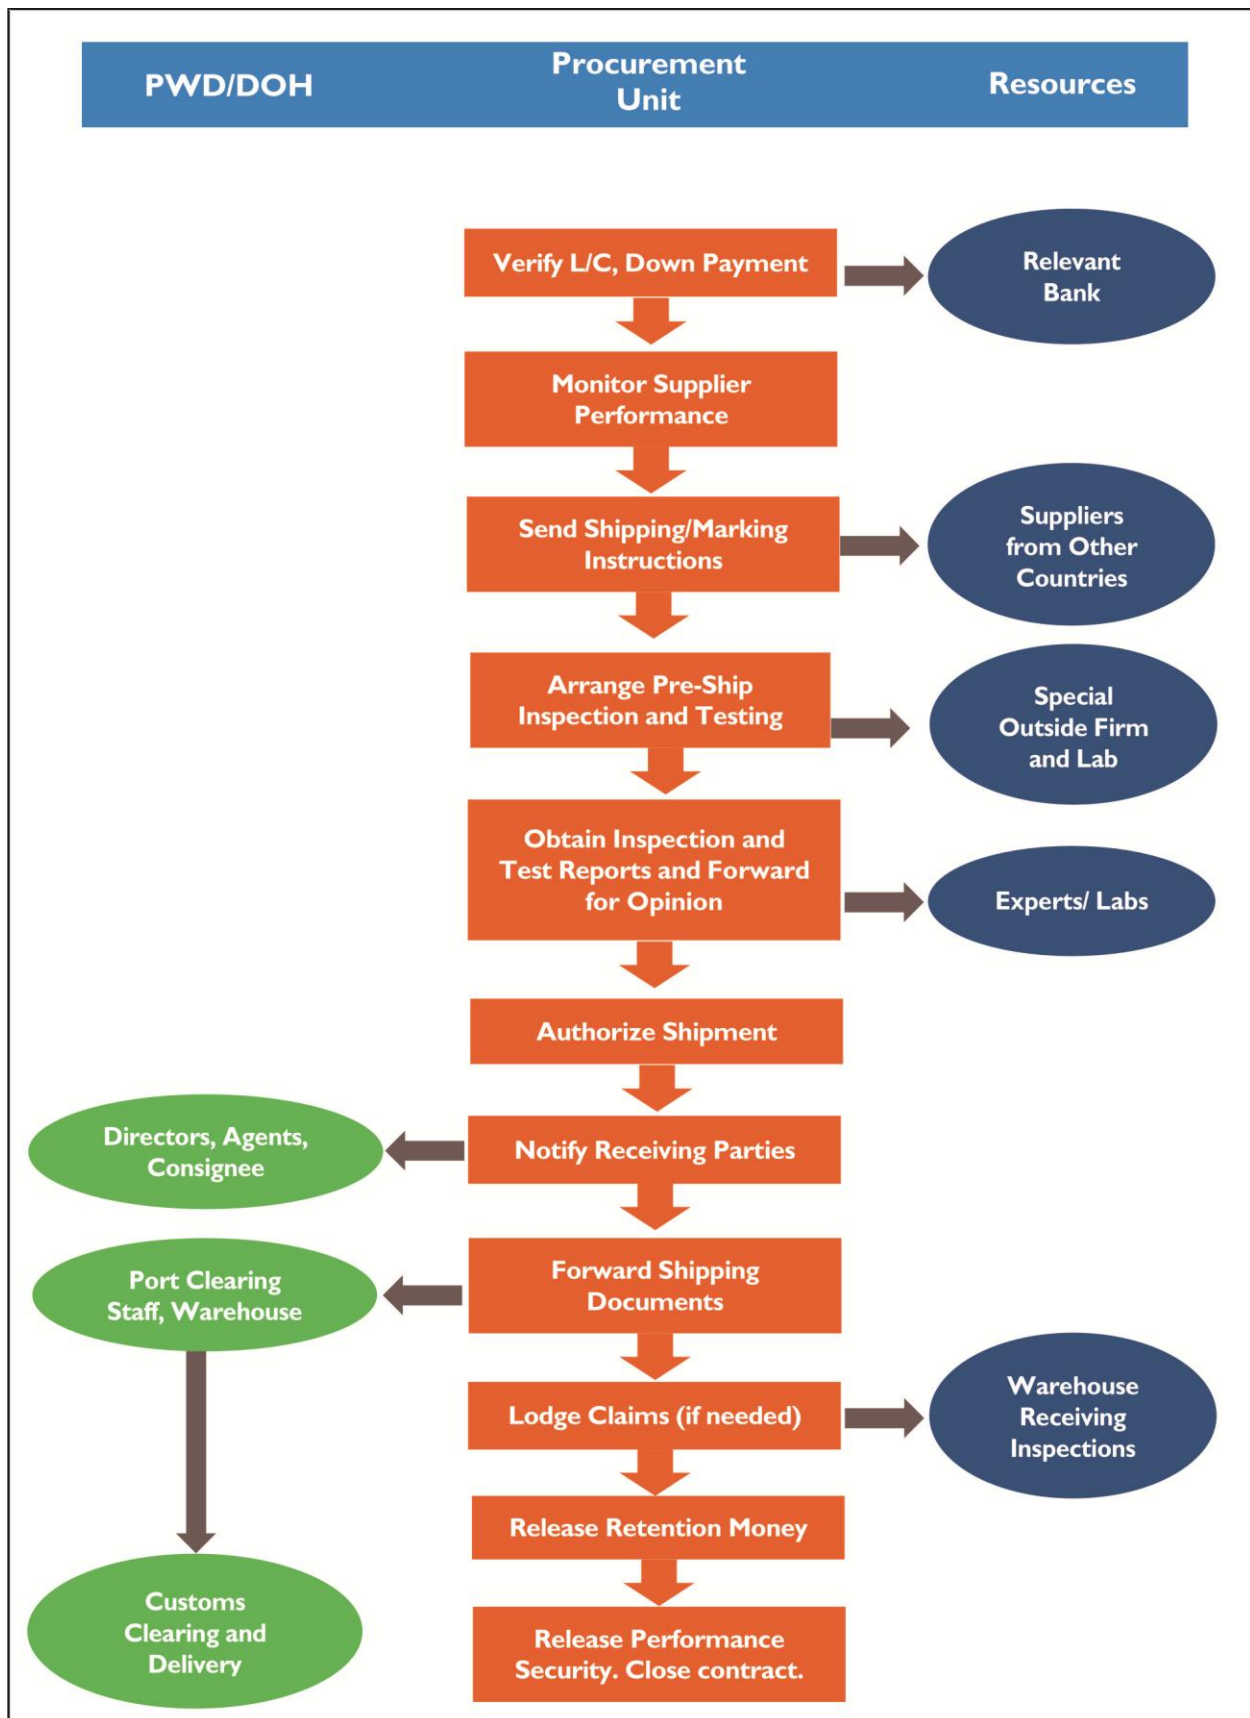 PWD/DOH
Procurement
Unit
Resources
Verify L/C, Down Payment
Relevant
Bank
Monitor Supplier
Performance
Send Shipping/Marking
Instructions
Suppliers
from Other
Countries
Arrange Pre-Ship
Inspection and Testing
Special
Outside Firm
and Lab
Obtain Inspection and
Test Reports and Forward
for Opinion
Experts/ Labs
Authorize Shipment
Directors, Agents,
Consignee
Notify Receiving Parties
Port Clearing
Staff, Warehouse
Forward Shipping
Documents
Lodge Claims (if needed)
Warehouse
Receiving
Inspections
Release Retention Money
Customs
Clearing and
Delivery
Release Performance
Security. Close contract.